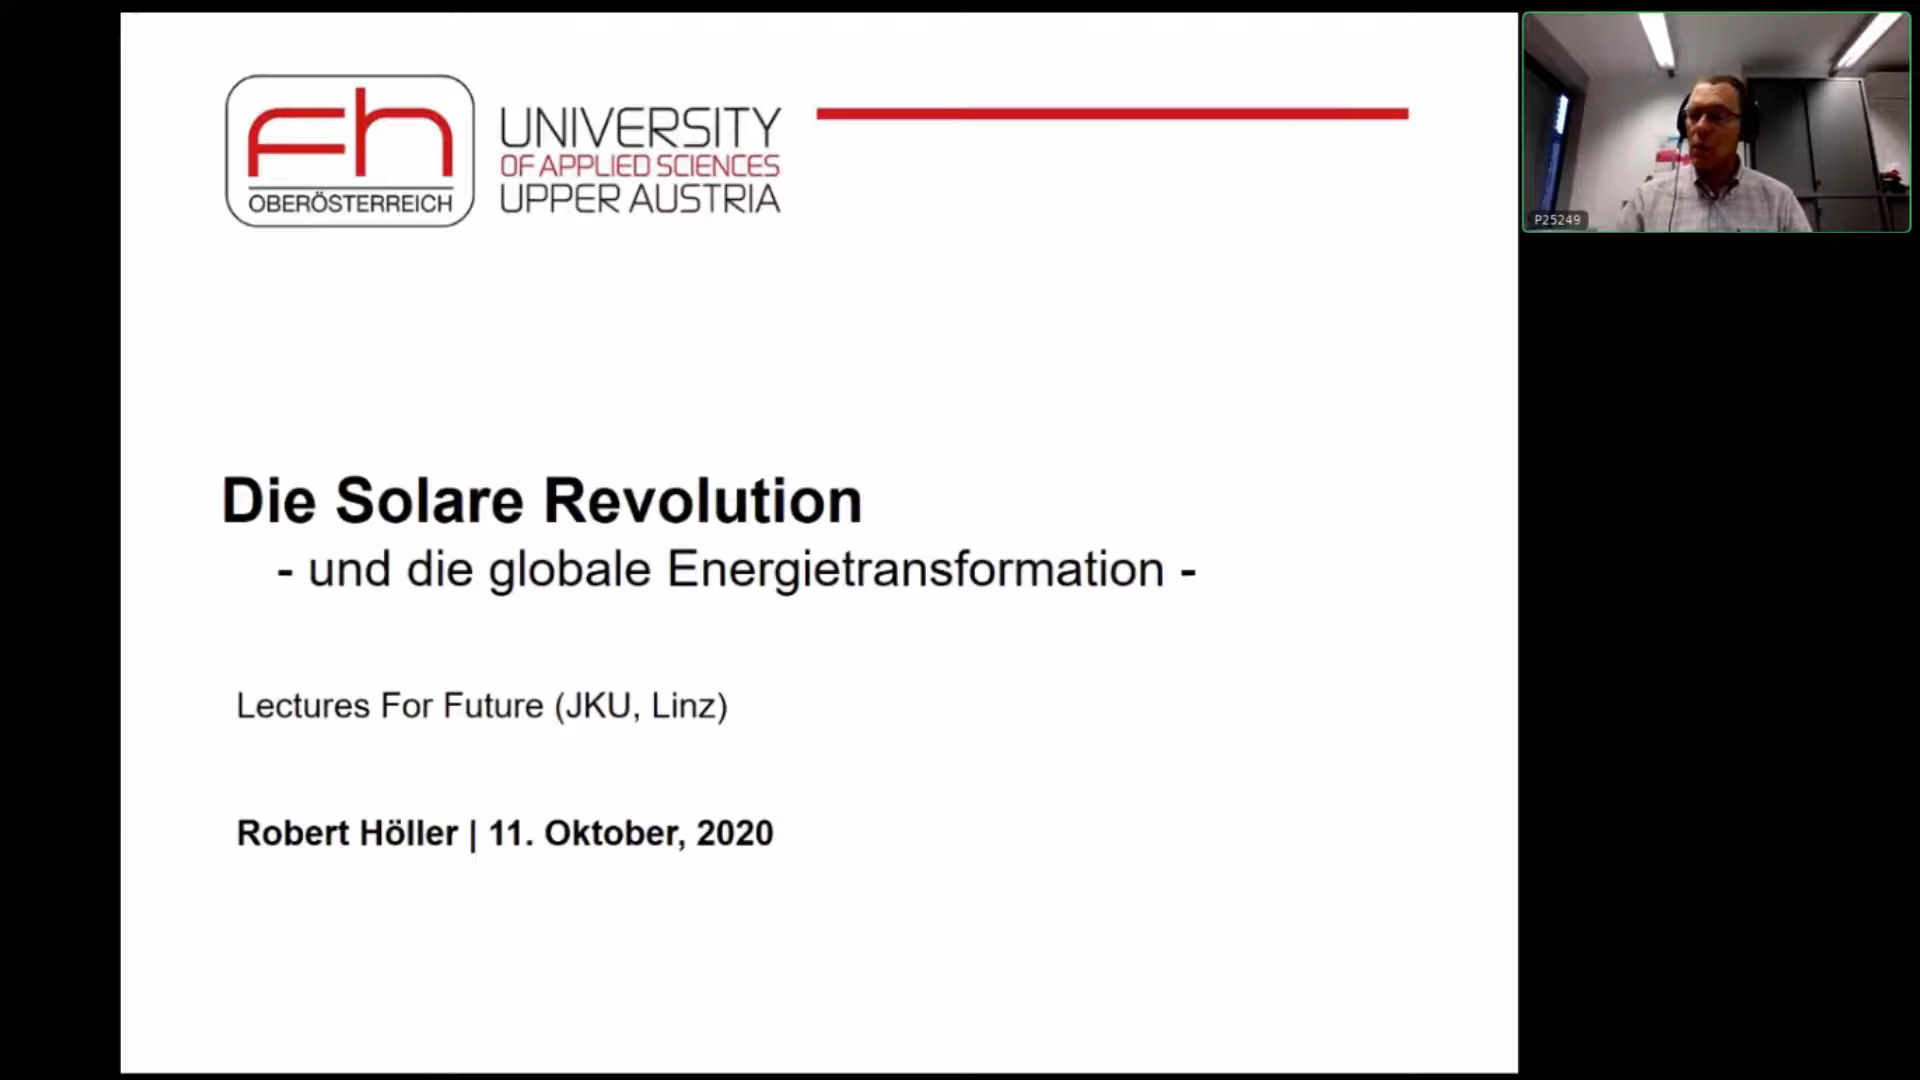 fh
OBERÖSTERREICH
UNIVERSITY
OF APPLIED SCIENCES
UPPER AUSTRIA
Die Solare Revolution
- und die globale Energietransformation -
Lectures For Future (JKU, Linz)
Robert Höller | 11. Oktober, 2020
P25249